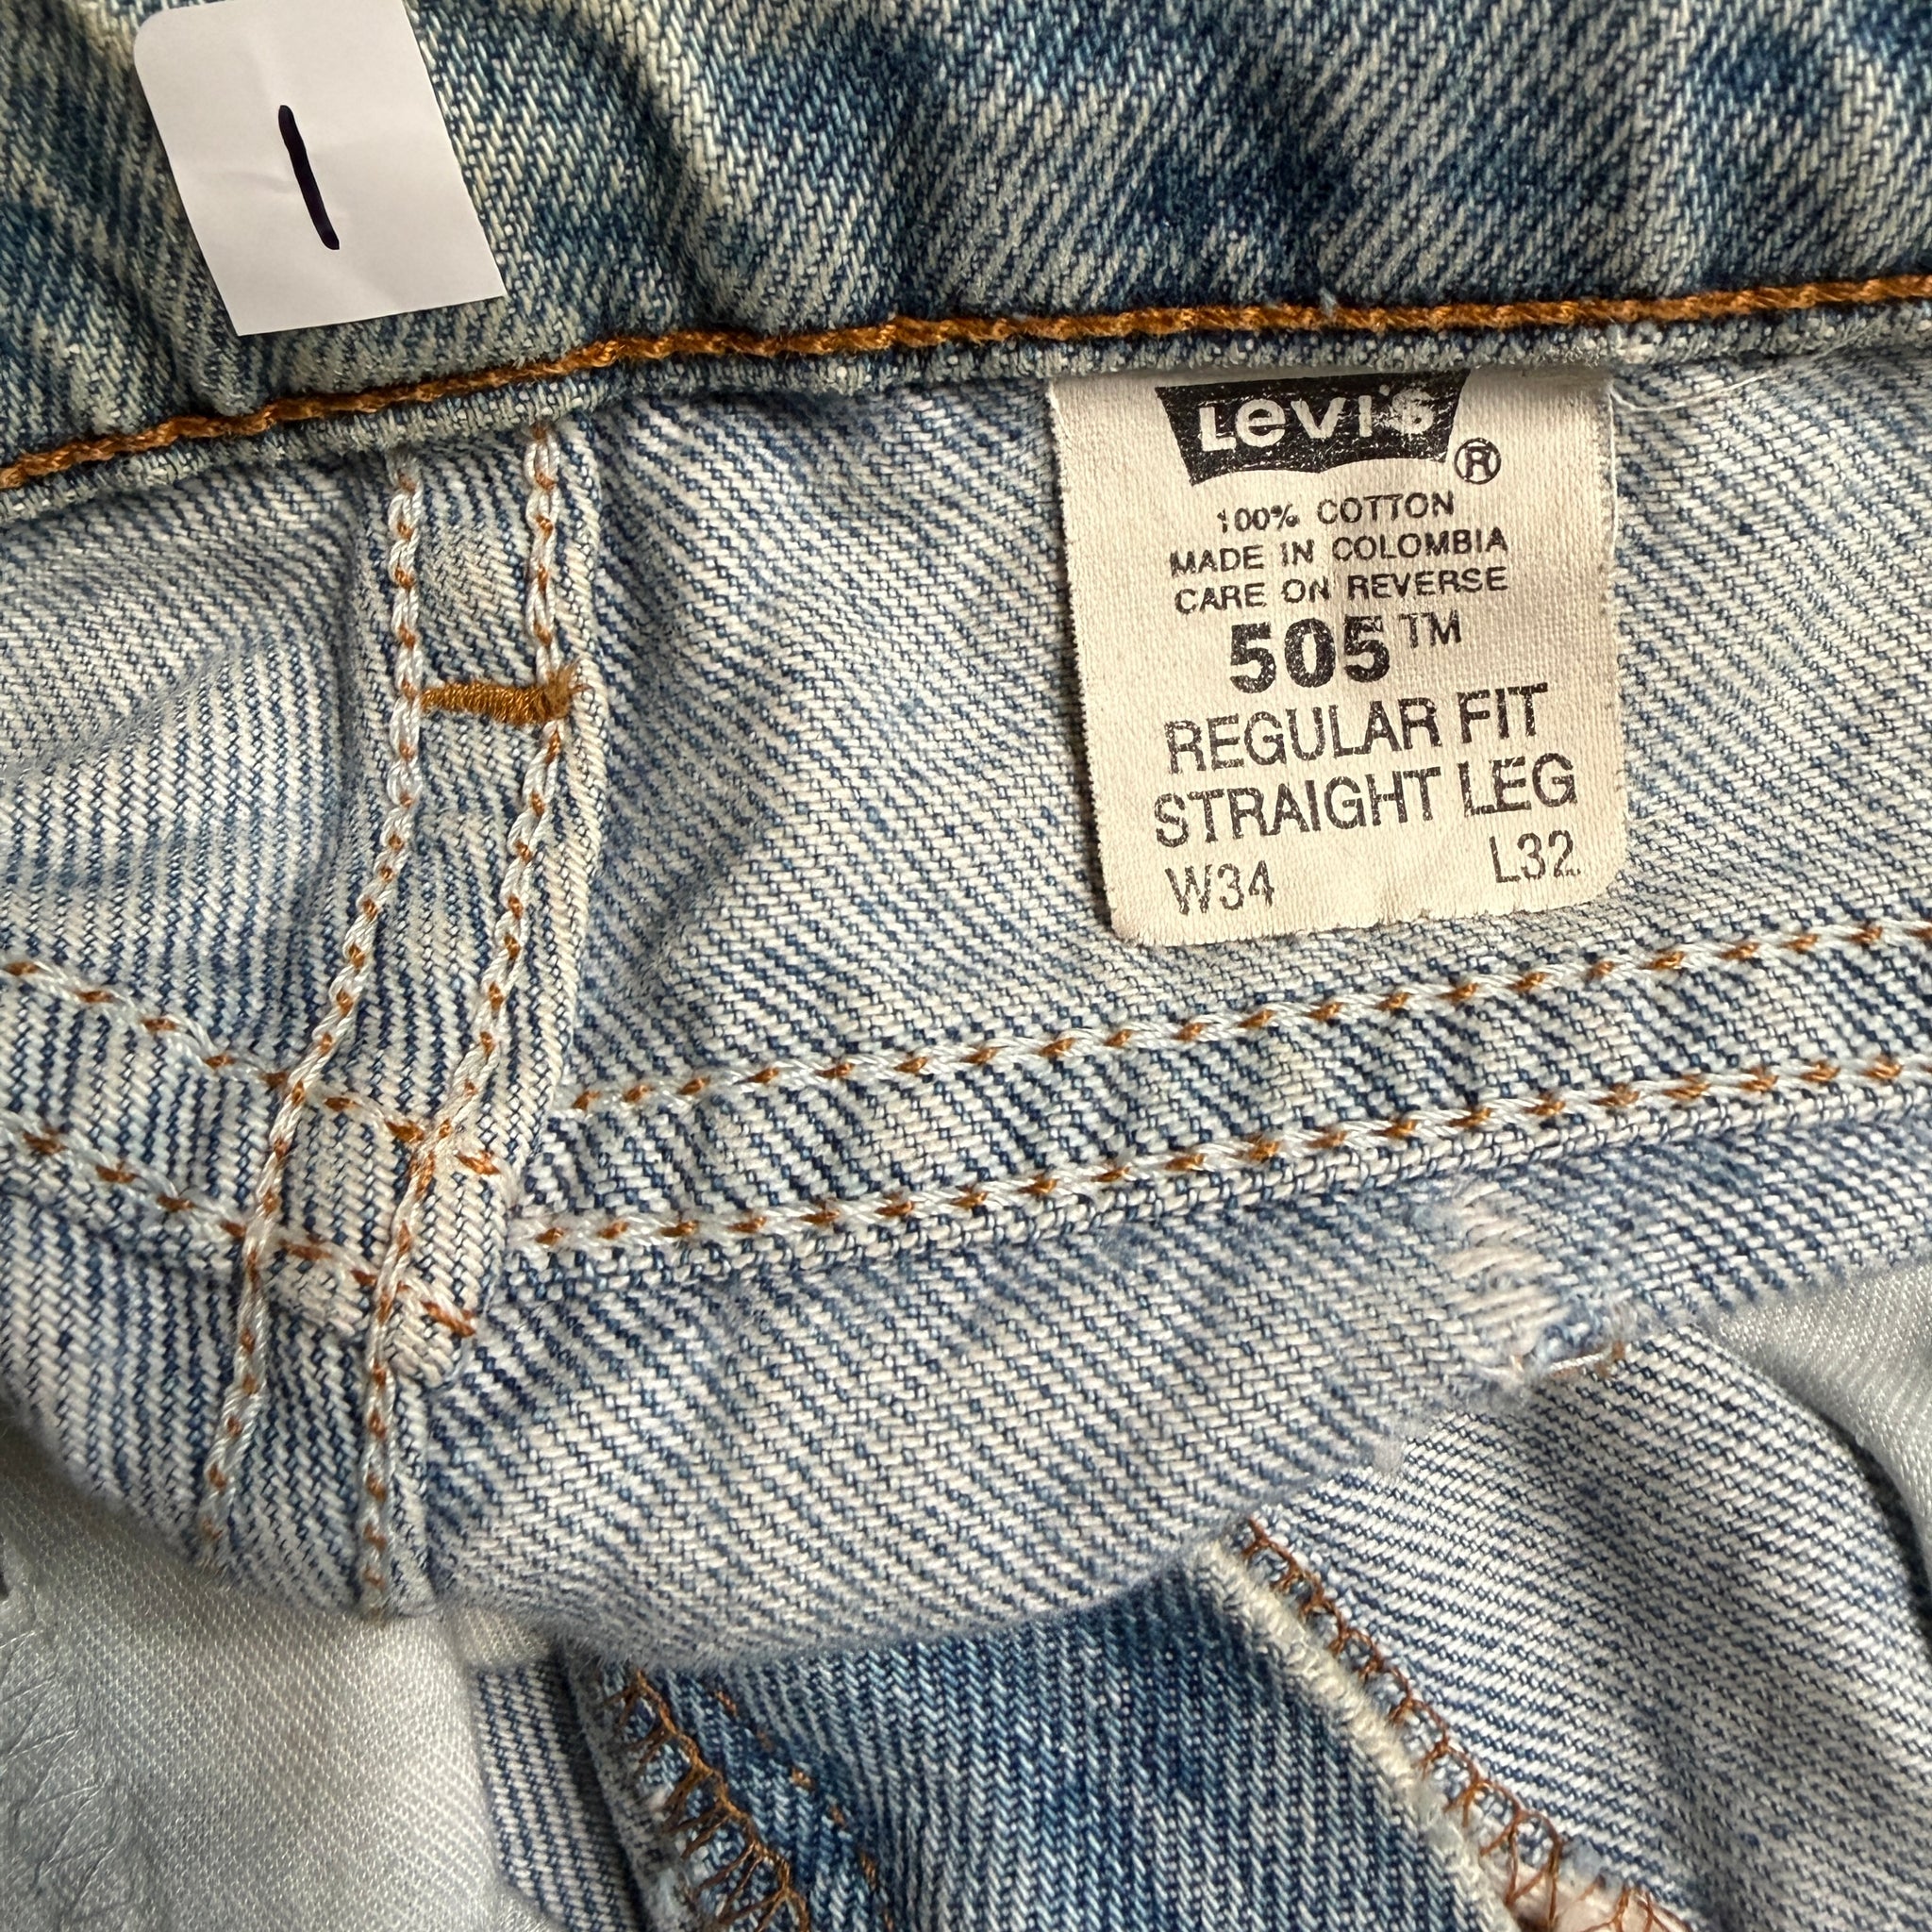 1
Levi's ®
100% COTTON
MADE IN COLOMBIA
CARE ON REVERSE
505™
REGULAR FIT
STRAIGHT LEG
W34 L32